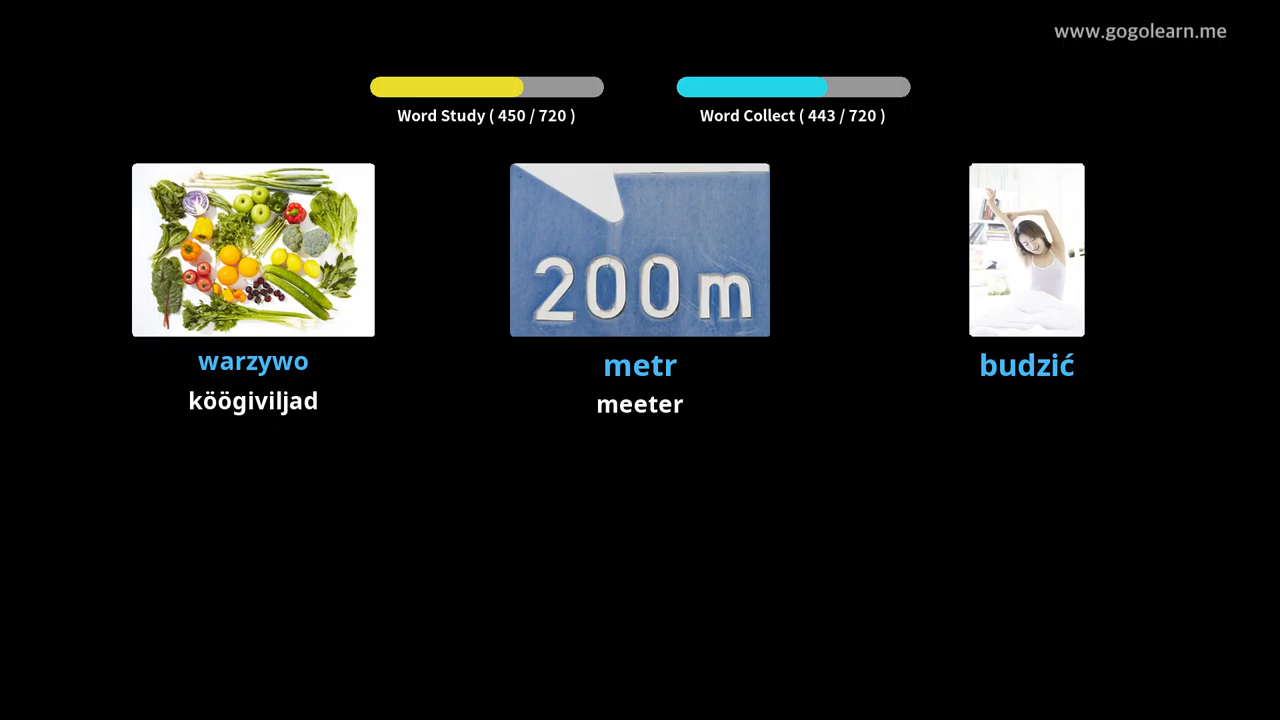 www.gogolearn.me
Word Study ( 450 / 720 )
Word Collect ( 443 / 720 )
200 m
warzywo
metr
budzić
köögiviljad
meeter